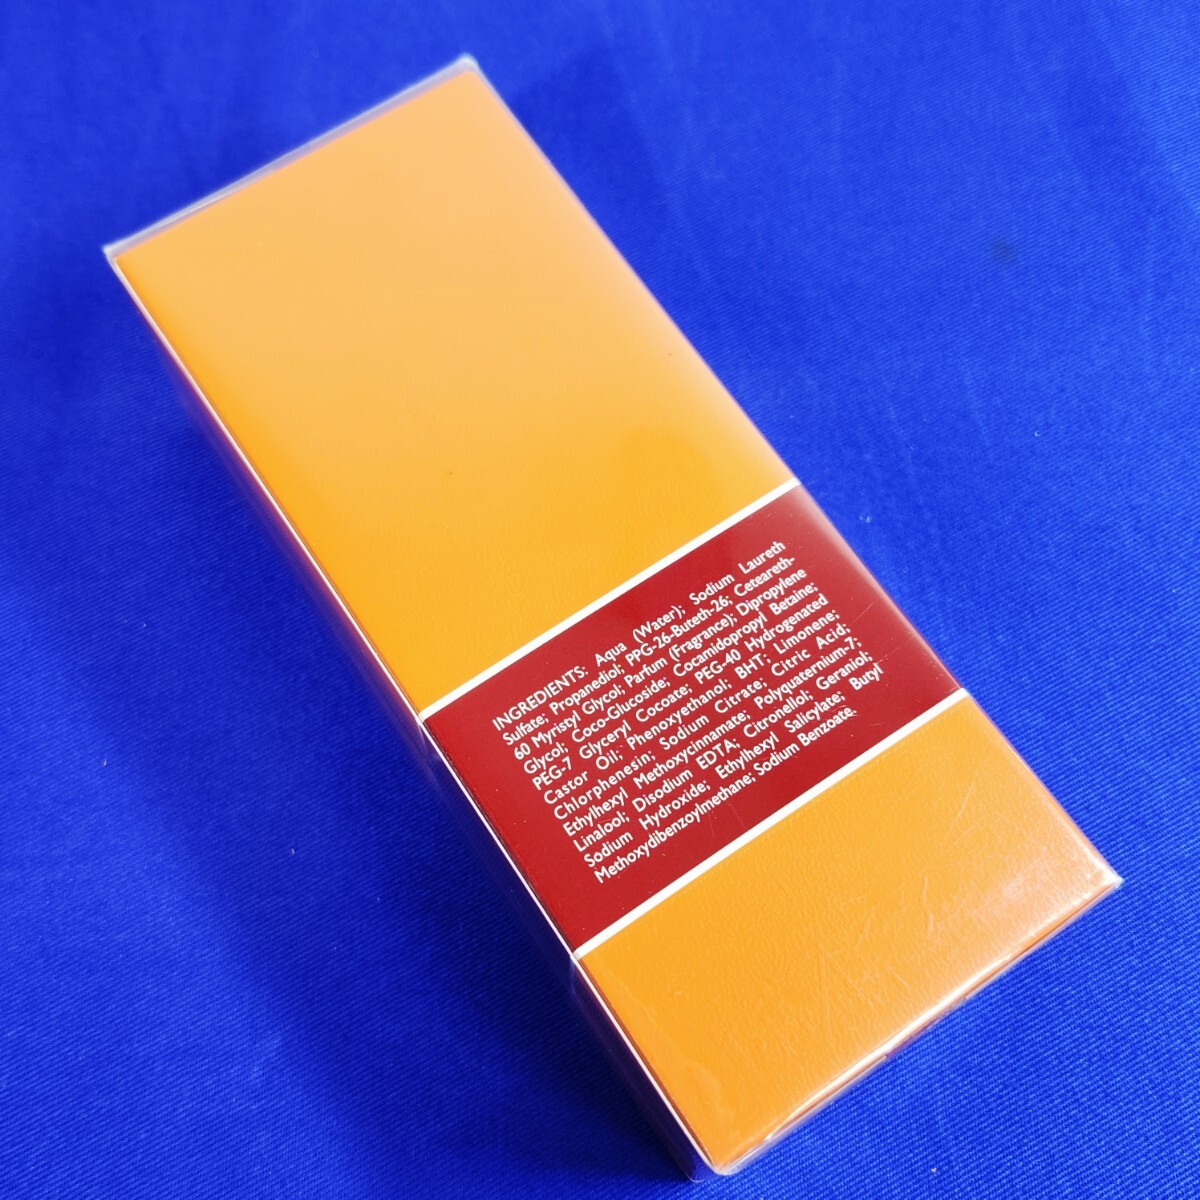 INGREDIENTS: Aqua (Water); Sodium Laureth
Sulfate; Propanediol; PPG-26-Buteth-26; Ceteareth-
60 Myristyl Glycol; Parfum (Fragrance); Dipropylene
Glycol; Coco-Glucoside; Cocamidopropyl Betaine;
PEG-7 Glyceryl Cocoate; PEG-40 Hydrogenated
Castor Oil; Phenoxyethanol; BHT; Limonene;
Chlorphenesin; Sodium Citrate; Citric Acid;
Ethylhexyl Methoxycinnamate; Polyquaternium-7;
Linalool; Disodium EDTA; Citronellol; Geraniol;
Sodium Hydroxide; Ethylhexyl Salicylate; Butyl
Methoxydibenzoylmethane; Sodium Benzoate.